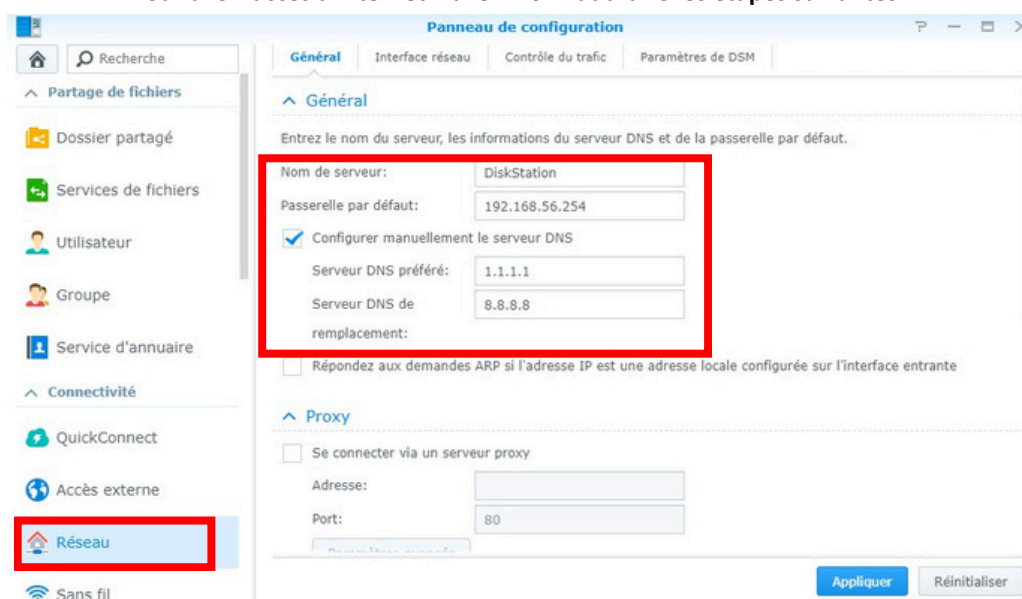 Panneau de configuration
Recherche
Général
Interface réseau
Contrôle du trafic
Paramètres de DSM
Partage de fichiers
Dossier partagé
Services de fichiers
Utilisateur
Groupe
Service d'annuaire
Connectivité
QuickConnect
Accès externe
Réseau
Sans fil
Général
Entrez le nom du serveur, les informations du serveur DNS et de la passerelle par défaut.
Nom de serveur: DiskStation
Passerelle par défaut: 192.168.56.254
Configurer manuellement le serveur DNS
Serveur DNS préféré: 1.1.1.1
Serveur DNS de remplacement: 8.8.8.8
Répondez aux demandes ARP si l'adresse IP est une adresse locale configurée sur l'interface entrante
Proxy
Se connecter via un serveur proxy
Adresse:
Port: 80
Appliquer
Réinitialiser